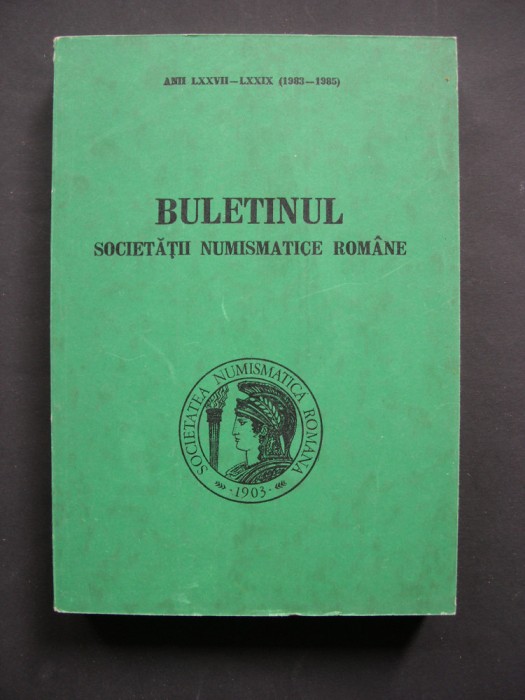 ANII LXXVII—LXXIX (1983—1985)
BULETINUL
SOCIETĂȚII NUMISMATICE ROMÂNE
SOCIETATEA NUMISMATICA ROMANA
·1903·